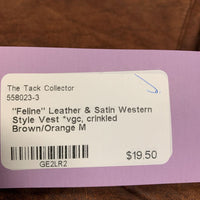 The Tack Collector
558023-3
"Feline" Leather & Satin Western
Style Vest *vgc, crinkled
Brown/Orange M
GE2LR2
$19.50